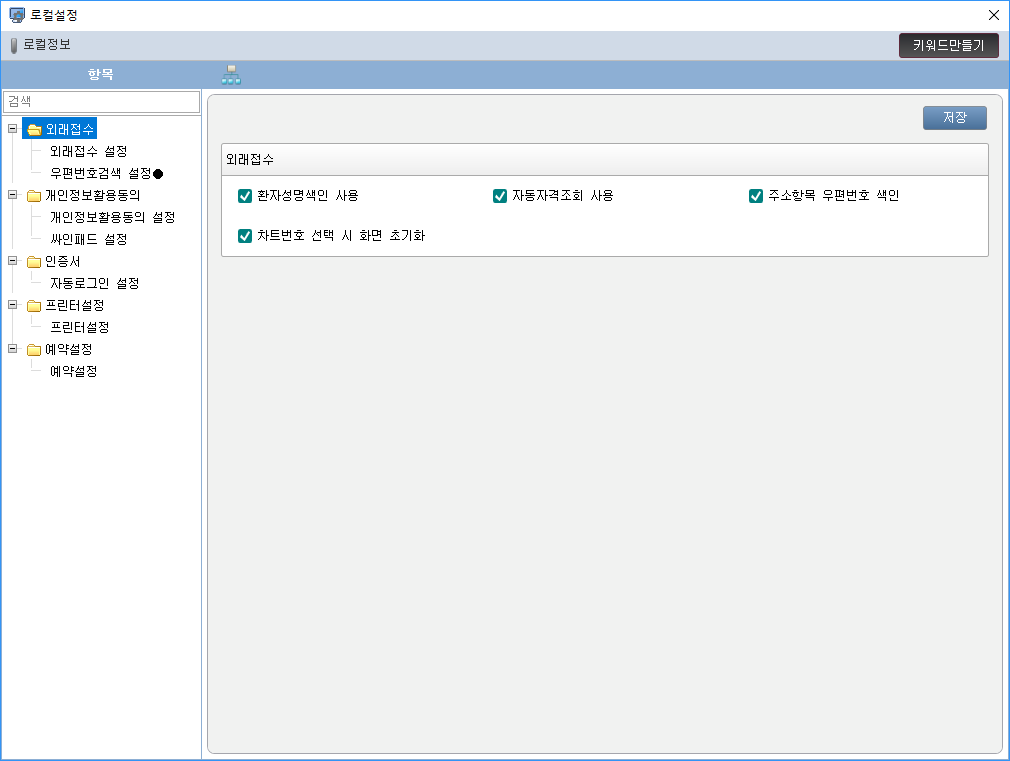 로컬설정
로컬정보
키워드만들기
항목
검색
외래접수
외래접수 설정
우편번호검색 설정●
개인정보활용동의
개인정보활용동의 설정
싸인패드 설정
인증서
자동로그인 설정
프린터설정
프린터설정
예약설정
예약설정
저장
외래접수
환자성명색인 사용 자동자격조회 사용 주소항목 우편번호 색인
차트번호 선택 시 화면 초기화